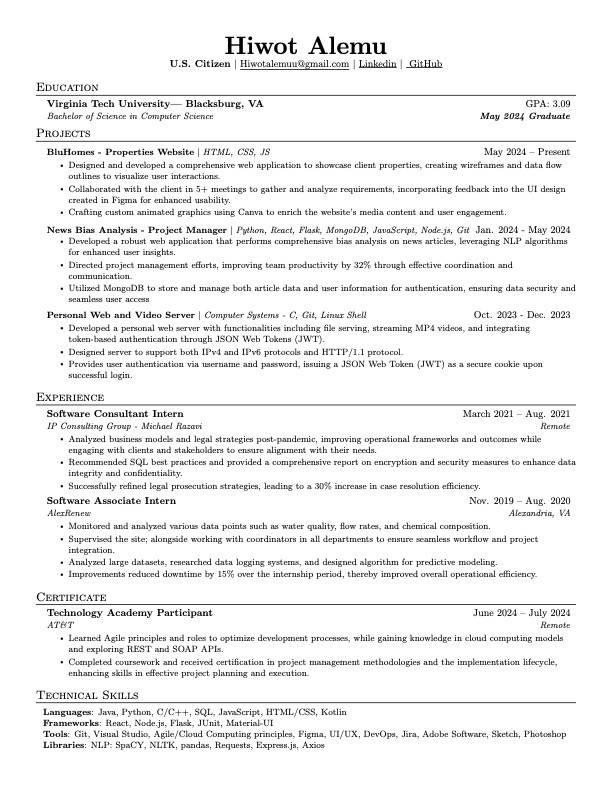 Hiwot Alemu
U.S. Citizen | Hiwotalemuu@gmail.com | Linkedin | GitHub
Education
Virginia Tech University— Blacksburg, VA GPA: 3.09
Bachelor of Science in Computer Science May 2024 Graduate
Projects
BluHomes - Properties Website | HTML, CSS, JS May 2024 – Present
• Designed and developed a comprehensive web application to showcase client properties, creating wireframes and data flow
outlines to visualize user interactions.
• Collaborated with the client in 5+ meetings to gather and analyze requirements, incorporating feedback into the UI design
created in Figma for enhanced usability.
• Crafting custom animated graphics using Canva to enrich the website's media content and user engagement.
News Bias Analysis - Project Manager | Python, React, Flask, MongoDB, JavaScript, Node.js, Git Jan. 2024 - May 2024
• Developed a robust web application that performs comprehensive bias analysis on news articles, leveraging NLP algorithms
for enhanced user insights.
• Directed project management efforts, improving team productivity by 32% through effective coordination and
communication.
• Utilized MongoDB to store and manage both article data and user information for authentication, ensuring data security and
seamless user access
Personal Web and Video Server | Computer Systems - C, Git, Linux Shell Oct. 2023 - Dec. 2023
• Developed a personal web server with functionalities including file serving, streaming MP4 videos, and integrating
token-based authentication through JSON Web Tokens (JWT).
• Designed server to support both IPv4 and IPv6 protocols and HTTP/1.1 protocol.
• Provides user authentication via username and password, issuing a JSON Web Token (JWT) as a secure cookie upon
successful login.
Experience
Software Consultant Intern March 2021 – Aug. 2021
IP Consulting Group - Michael Razavi Remote
• Analyzed business models and legal strategies post-pandemic, improving operational frameworks and outcomes while
engaging with clients and stakeholders to ensure alignment with their needs.
• Recommended SQL best practices and provided a comprehensive report on encryption and security measures to enhance data
integrity and confidentiality.
• Successfully refined legal prosecution strategies, leading to a 30% increase in case resolution efficiency.
Software Associate Intern Nov. 2019 – Aug. 2020
AlexRenew Alexandria, VA
• Monitored and analyzed various data points such as water quality, flow rates, and chemical composition.
• Supervised the site; alongside working with coordinators in all departments to ensure seamless workflow and project
integration.
• Analyzed large datasets, researched data logging systems, and designed algorithm for predictive modeling.
• Improvements reduced downtime by 15% over the internship period, thereby improved overall operational efficiency.
Certificate
Technology Academy Participant June 2024 – July 2024
AT&T Remote
• Learned Agile principles and roles to optimize development processes, while gaining knowledge in cloud computing models
and exploring REST and SOAP APIs.
• Completed coursework and received certification in project management methodologies and the implementation lifecycle,
enhancing skills in effective project planning and execution.
Technical Skills
Languages: Java, Python, C/C++, SQL, JavaScript, HTML/CSS, Kotlin
Frameworks: React, Node.js, Flask, JUnit, Material-UI
Tools: Git, Visual Studio, Agile/Cloud Computing principles, Figma, UI/UX, DevOps, Jira, Adobe Software, Sketch, Photoshop
Libraries: NLP: SpaCY, NLTK, pandas, Requests, Express.js, Axios